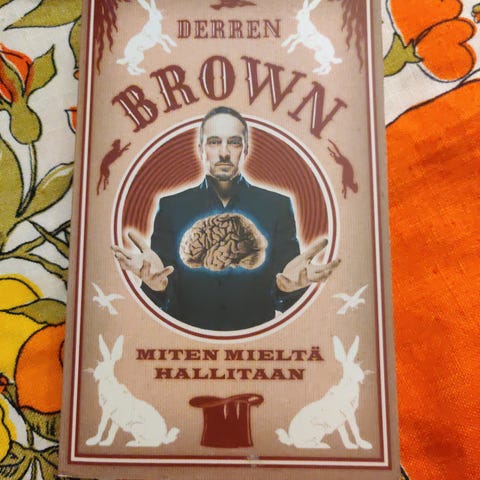 DERREN
BROWN
MITEN MIELTÄ
HALLITAAN